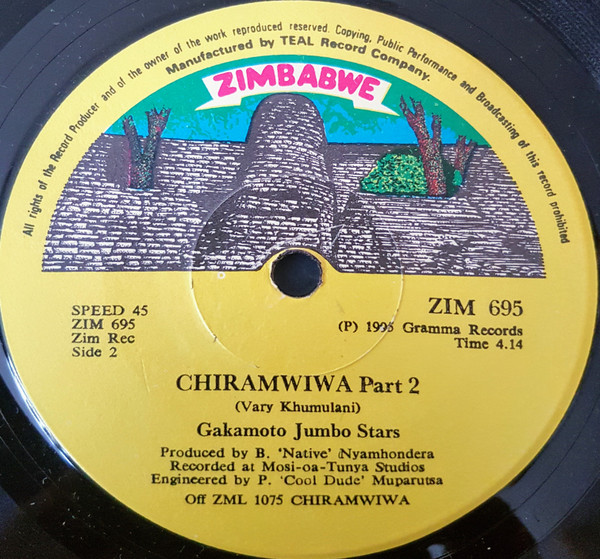 All rights of the Record Producer and of the owner of the work reproduced reserved. Copying, Public Performance and Broadcasting of this record prohibited
Manufactured by TEAL Record Company.
ZIMBABWE
SPEED 45
ZIM 695
Zim Rec
Side 2
ZIM 695
(P) 1995 Gramma Records
Time 4.14
CHIRAMWIWA Part 2
(Vary Khumulani)
Gakamoto Jumbo Stars
Produced by B. 'Native' Nyamhondera
Recorded at Mosi-oa-Tunya Studios
Engineered by P. 'Cool Dude' Muparutsa
Off ZML 1075 CHIRAMWIWA